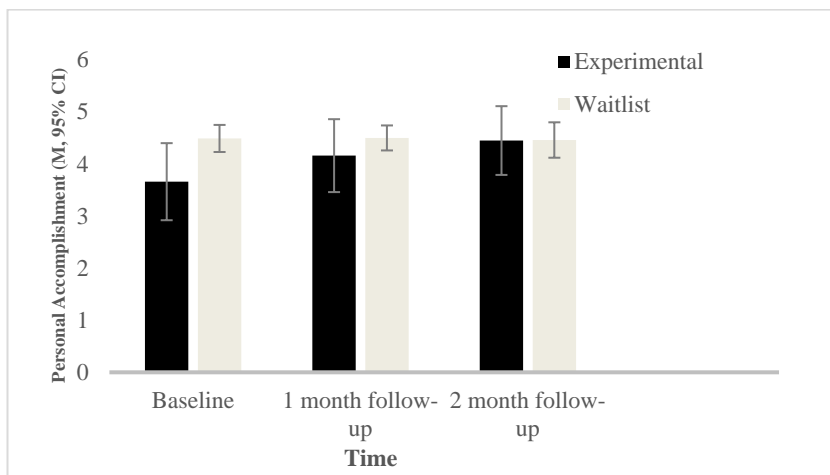 Personal Accomplishment (M, 95% CI)
6
5
4
3
2
1
0
Experimental
Waitlist
Baseline
1 month follow-
up
2 month follow-
up
Time